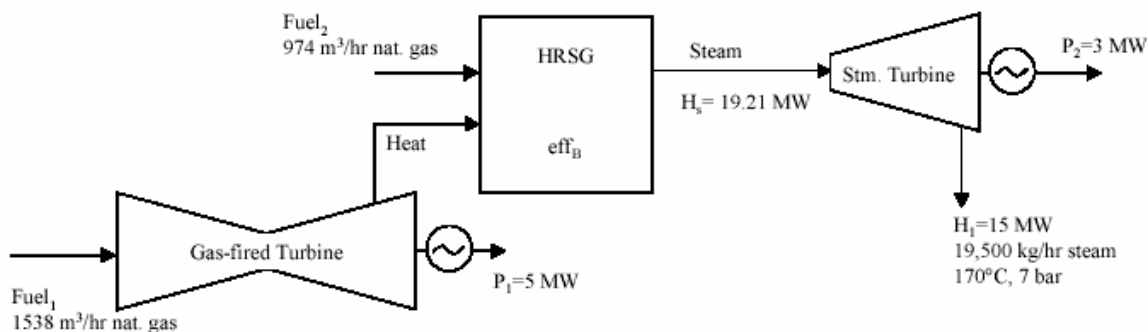 Fuel₂
974 m³/hr nat. gas
HRSG
eff_B
Heat
Steam
Hₛ= 19.21 MW
Stm. Turbine
P₂=3 MW
H₁=15 MW
19,500 kg/hr steam
170°C, 7 bar
Gas-fired Turbine
P₁=5 MW
Fuel₁
1538 m³/hr nat. gas